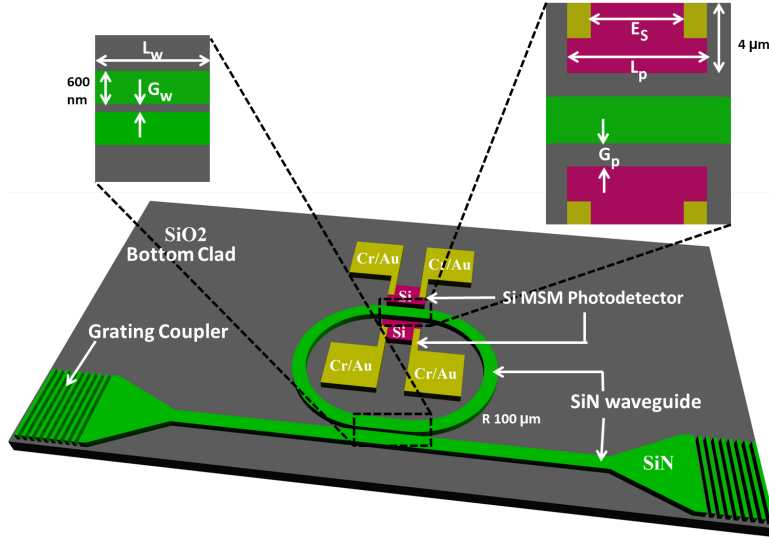 L_w
600
nm
G_w
E_S
4 μm
L_p
G_p
SiO2
Bottom Clad
Cr/Au
Cr/Au
Si
Si MSM Photodetector
Grating Coupler
Si
Cr/Au
Cr/Au
SiN waveguide
R 100 μm
SiN